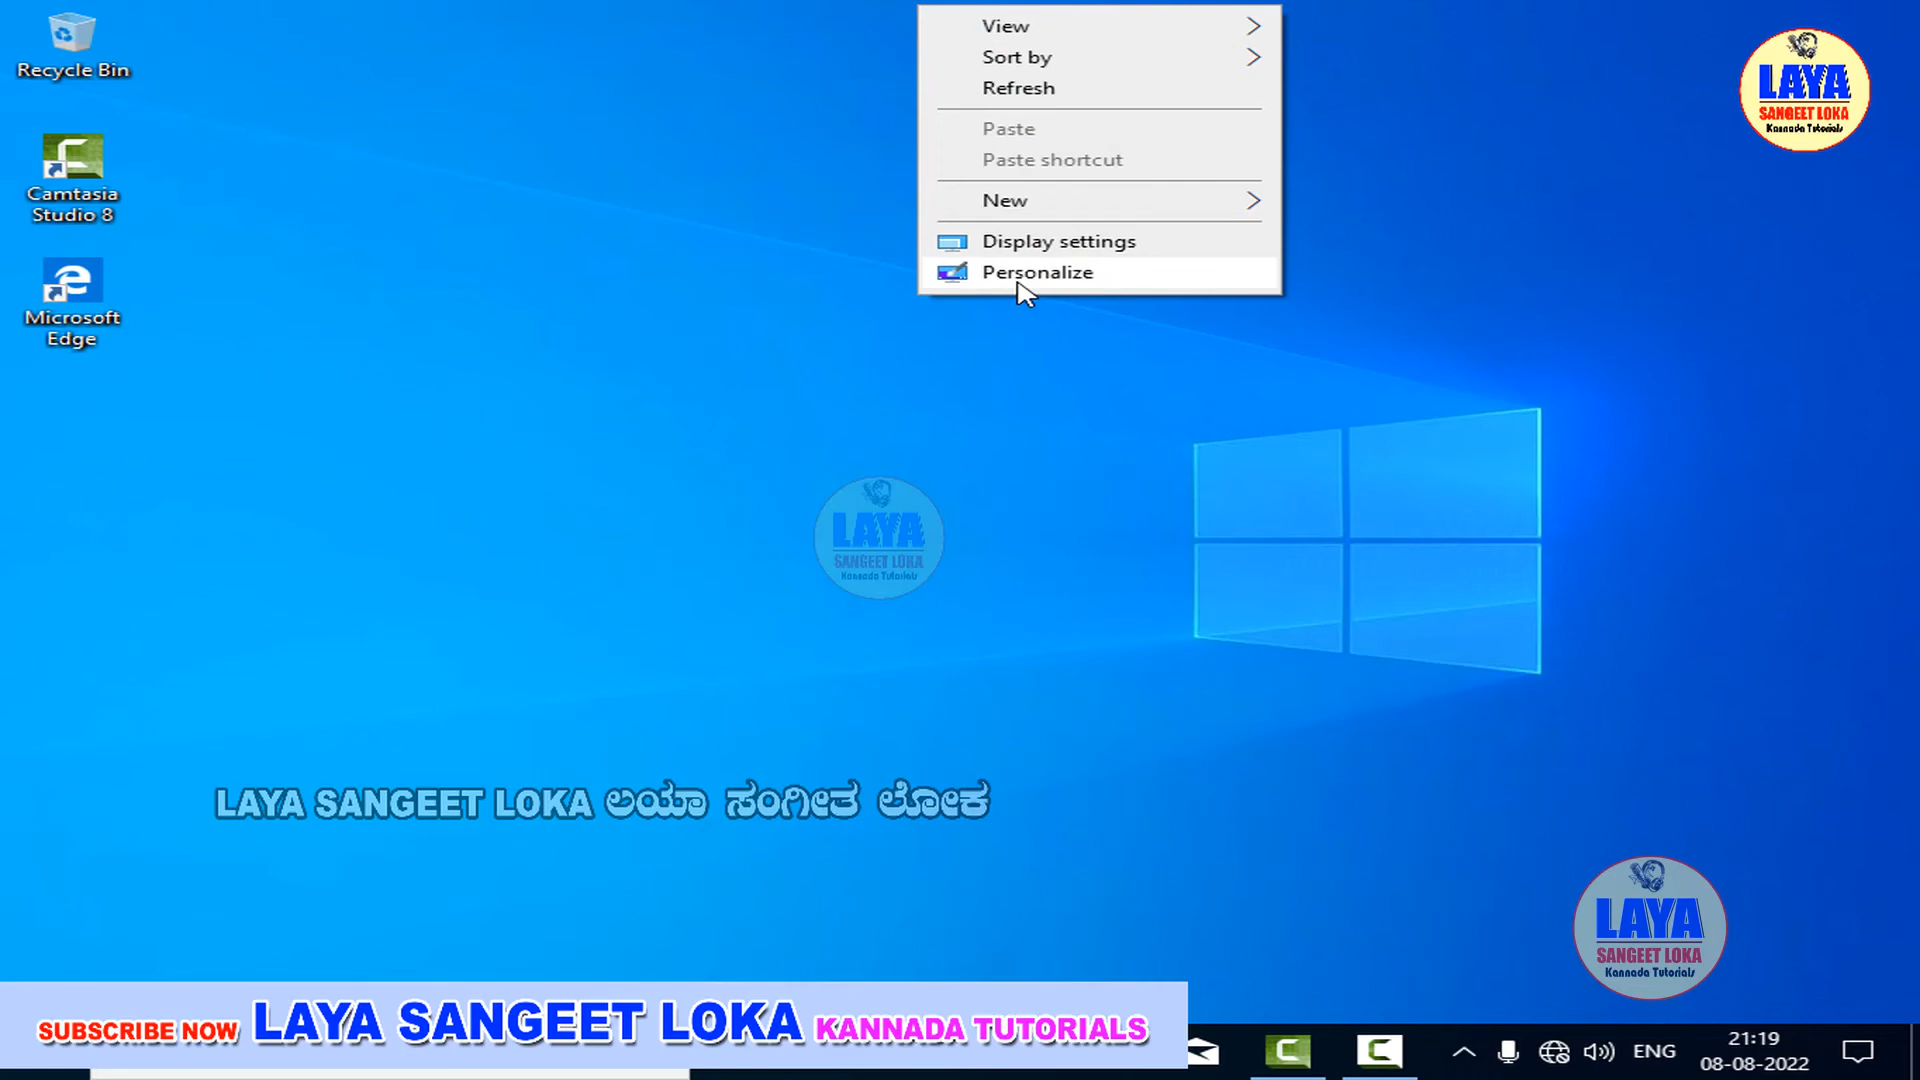 Recycle Bin
Camtasia
Studio 8
Microsoft
Edge
View
Sort by
Refresh
Paste
Paste shortcut
New
Display settings
Personalize
LAYA
SANGEET LOKA
Kannada Tutorials
LAYA
SANGEET LOKA
Kannada Tutorials
LAYA SANGEET LOKA ಲಯಾ ಸಂಗೀತ ಲೋಕ
LAYA
SANGEET LOKA
Kannada Tutorials
SUBSCRIBE NOW LAYA SANGEET LOKA KANNADA TUTORIALS
ENG
21:19
08-08-2022